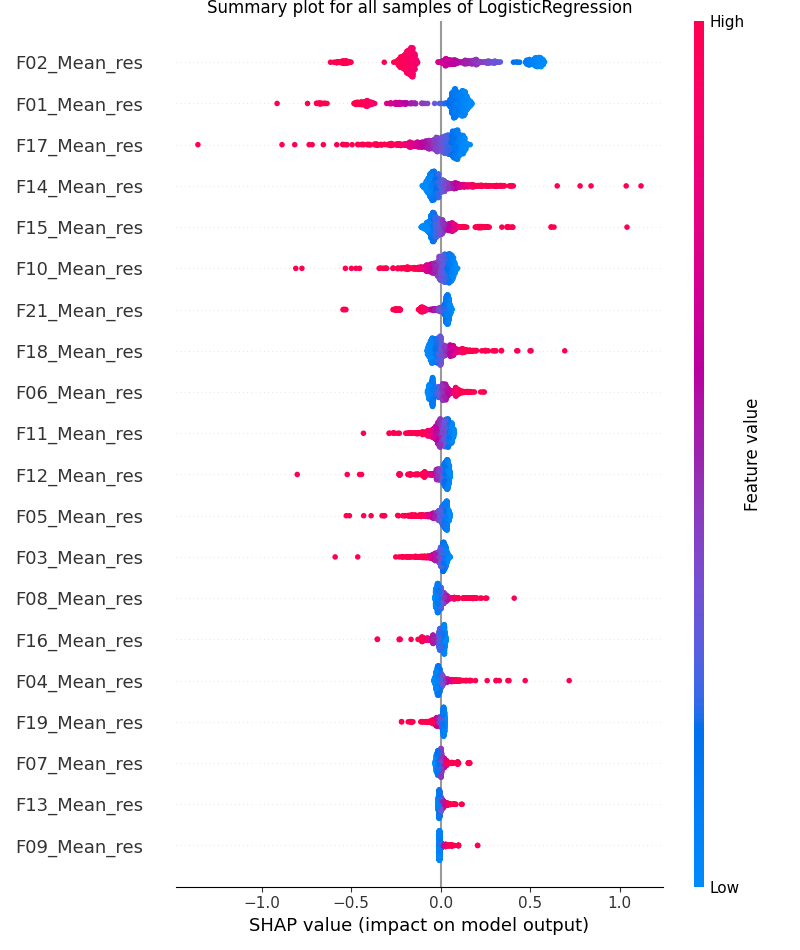 Summary plot for all samples of LogisticRegression
High
F02_Mean_res
F01_Mean_res
F17_Mean_res
F14_Mean_res
F15_Mean_res
F10_Mean_res
F21_Mean_res
F18_Mean_res
F06_Mean_res
F11_Mean_res
F12_Mean_res
F05_Mean_res
F03_Mean_res
F08_Mean_res
F16_Mean_res
F04_Mean_res
F19_Mean_res
F07_Mean_res
F13_Mean_res
F09_Mean_res
Feature value
Low
−1.0 −0.5 0.0 0.5 1.0
SHAP value (impact on model output)